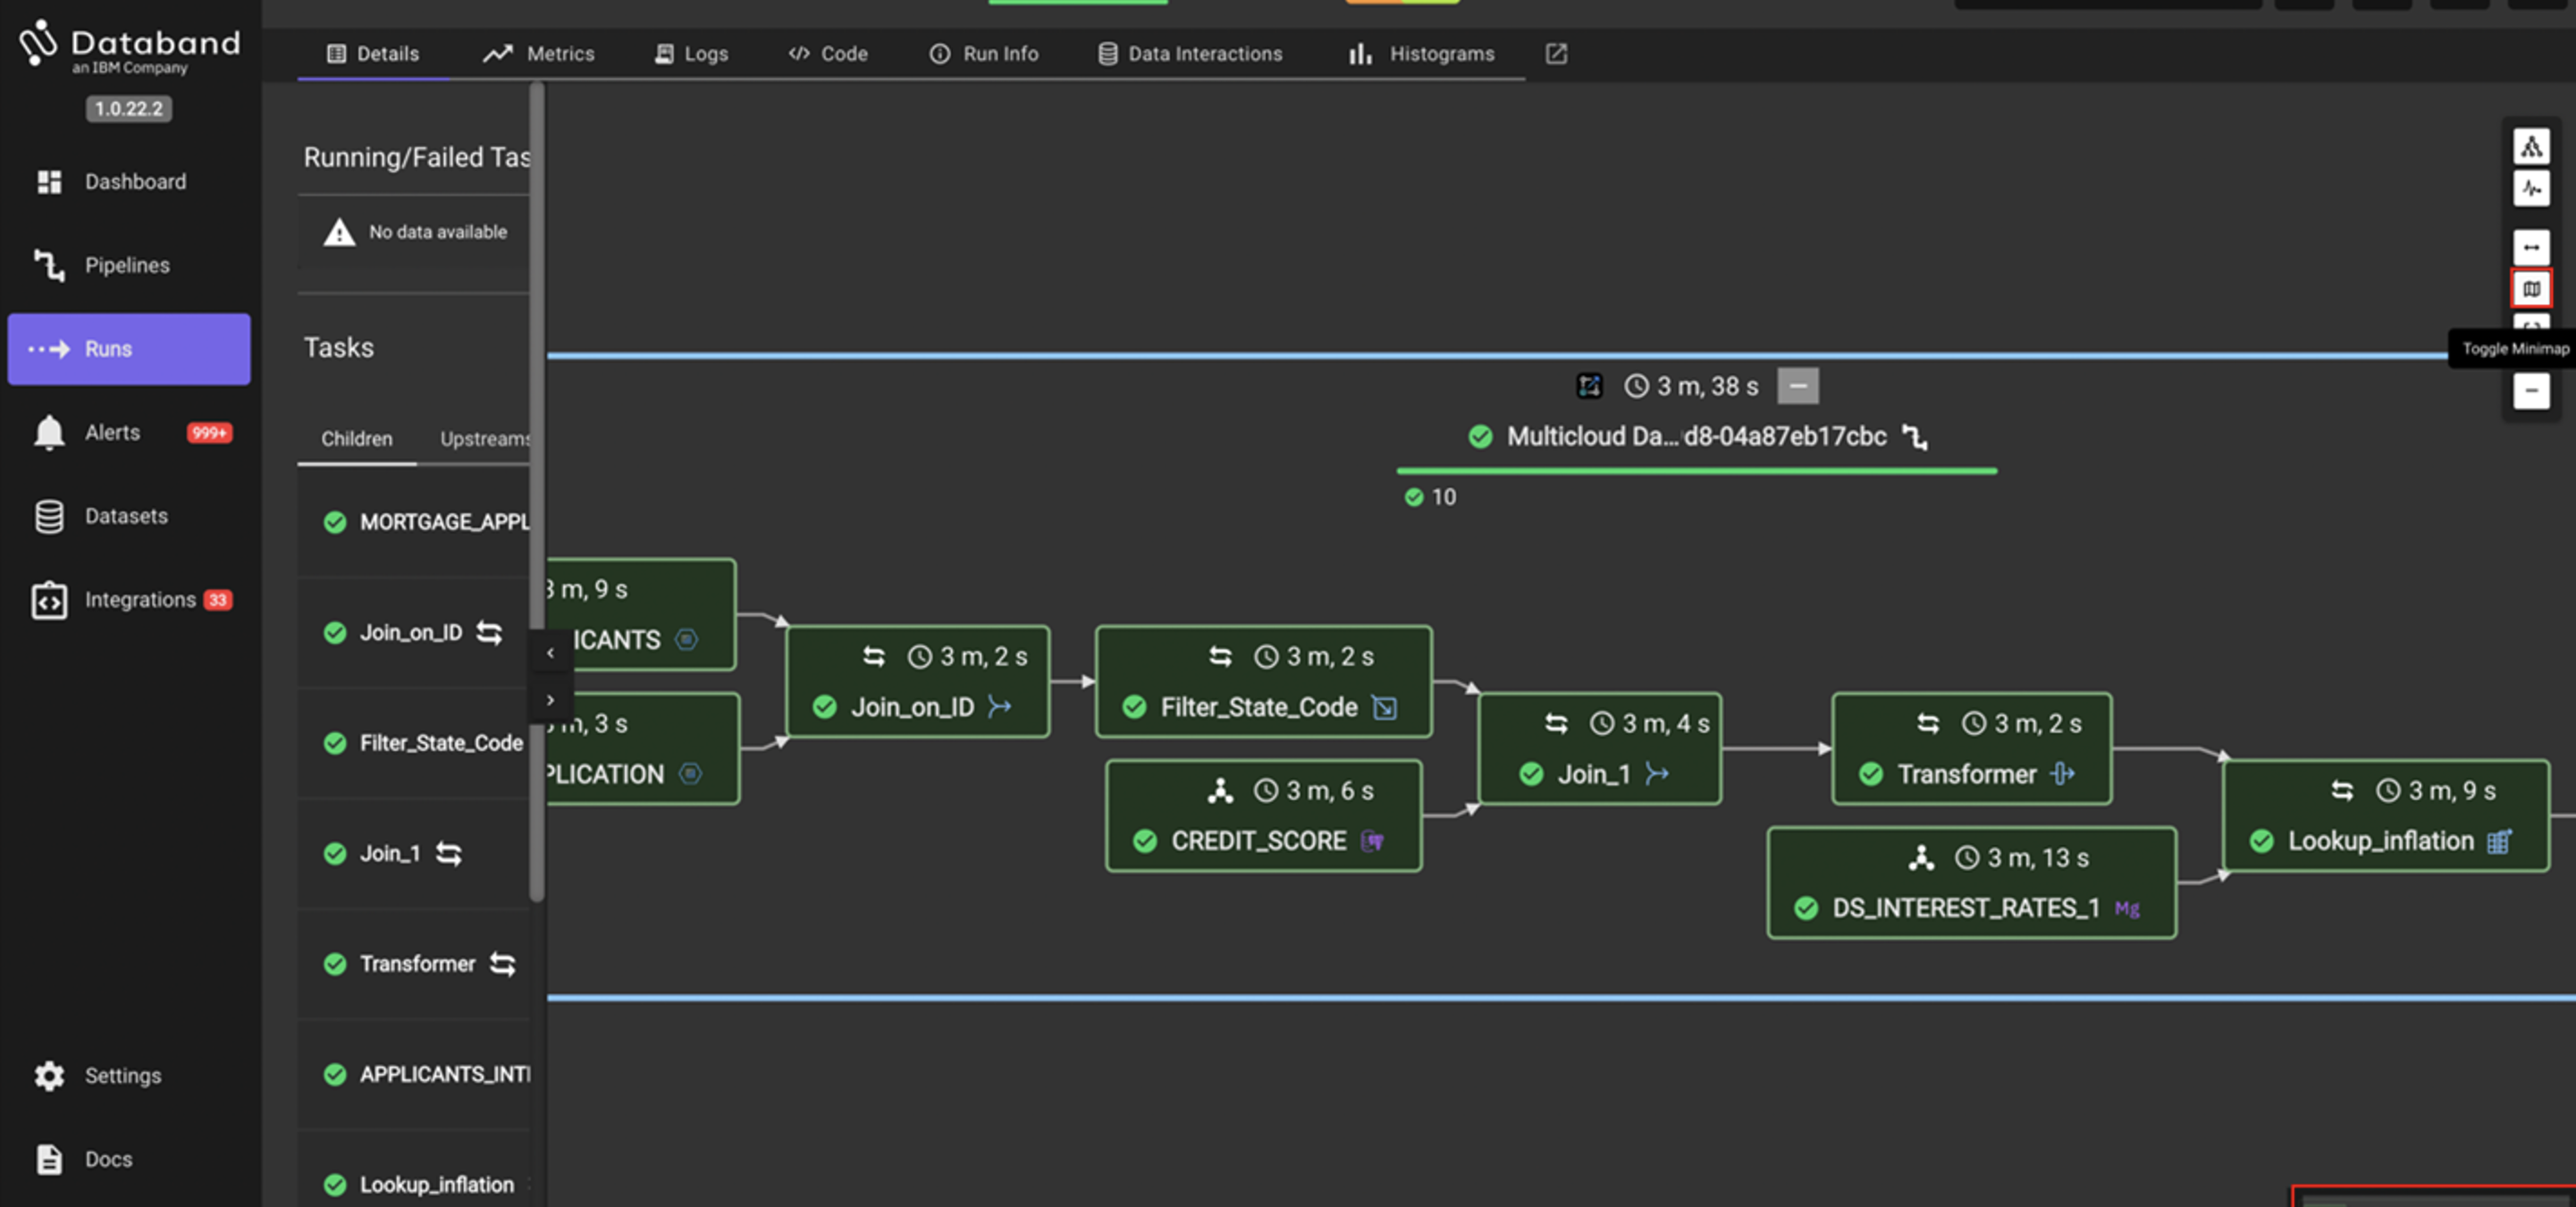 Databand
an IBM Company
1.0.22.2
Dashboard
Pipelines
Runs
Alerts 999+
Datasets
Integrations 33
Settings
Docs
Details Metrics Logs Code Run Info Data Interactions Histograms
Running/Failed Tas
No data available
Tasks
Children Upstreams
MORTGAGE_APPL
Join_on_ID
Filter_State_Code
Join_1
Transformer
APPLICANTS_INT
Lookup_inflation
Toggle Minimap
3 m, 38 s
Multicloud Da... d8-04a87eb17cbc
10
3 m, 9 s
ICANTS
m, 3 s
PLICATION
3 m, 2 s
Join_on_ID
3 m, 2 s
Filter_State_Code
3 m, 6 s
CREDIT_SCORE
3 m, 4 s
Join_1
3 m, 2 s
Transformer
3 m, 13 s
DS_INTEREST_RATES_1 Mg
3 m, 9 s
Lookup_inflation